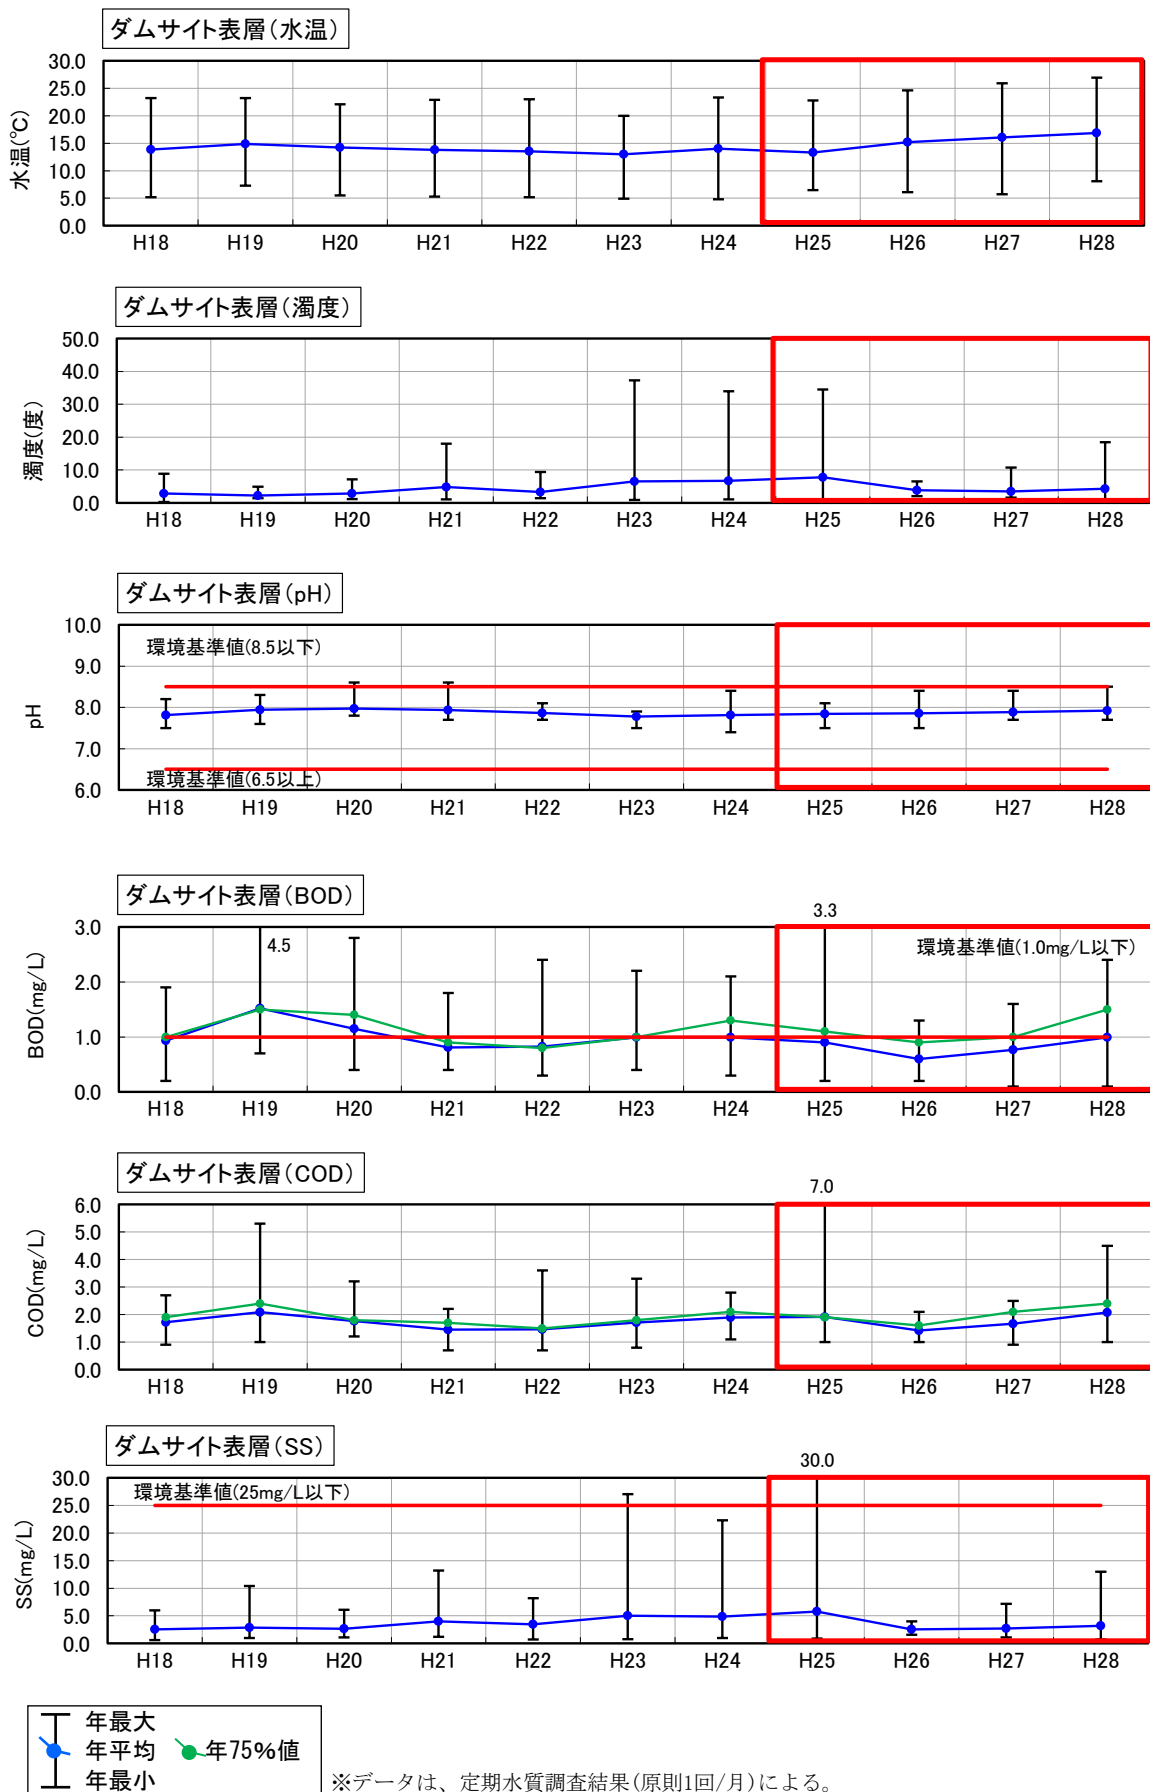 ダムサイト表層(水温)
30.0
25.0
20.0
15.0
10.0
5.0
0.0
水温(℃)
H18 H19 H20 H21 H22 H23 H24 H25 H26 H27 H28
ダムサイト表層(濁度)
50.0
40.0
30.0
20.0
10.0
0.0
濁度(度)
H18 H19 H20 H21 H22 H23 H24 H25 H26 H27 H28
ダムサイト表層(pH)
10.0
9.0
8.0
7.0
6.0
pH
環境基準値(8.5以下)
環境基準値(6.5以上)
H18 H19 H20 H21 H22 H23 H24 H25 H26 H27 H28
ダムサイト表層(BOD)
3.3
3.0
2.0
1.0
0.0
BOD(mg/L)
4.5
環境基準値(1.0mg/L以下)
H18 H19 H20 H21 H22 H23 H24 H25 H26 H27 H28
ダムサイト表層(COD)
7.0
6.0
5.0
4.0
3.0
2.0
1.0
0.0
COD(mg/L)
H18 H19 H20 H21 H22 H23 H24 H25 H26 H27 H28
ダムサイト表層(SS)
30.0
30.0
25.0
20.0
15.0
10.0
5.0
0.0
SS(mg/L)
環境基準値(25mg/L以下)
H18 H19 H20 H21 H22 H23 H24 H25 H26 H27 H28
年最大
年平均 年75%値
年最小
※データは、定期水質調査結果(原則1回/月)による。